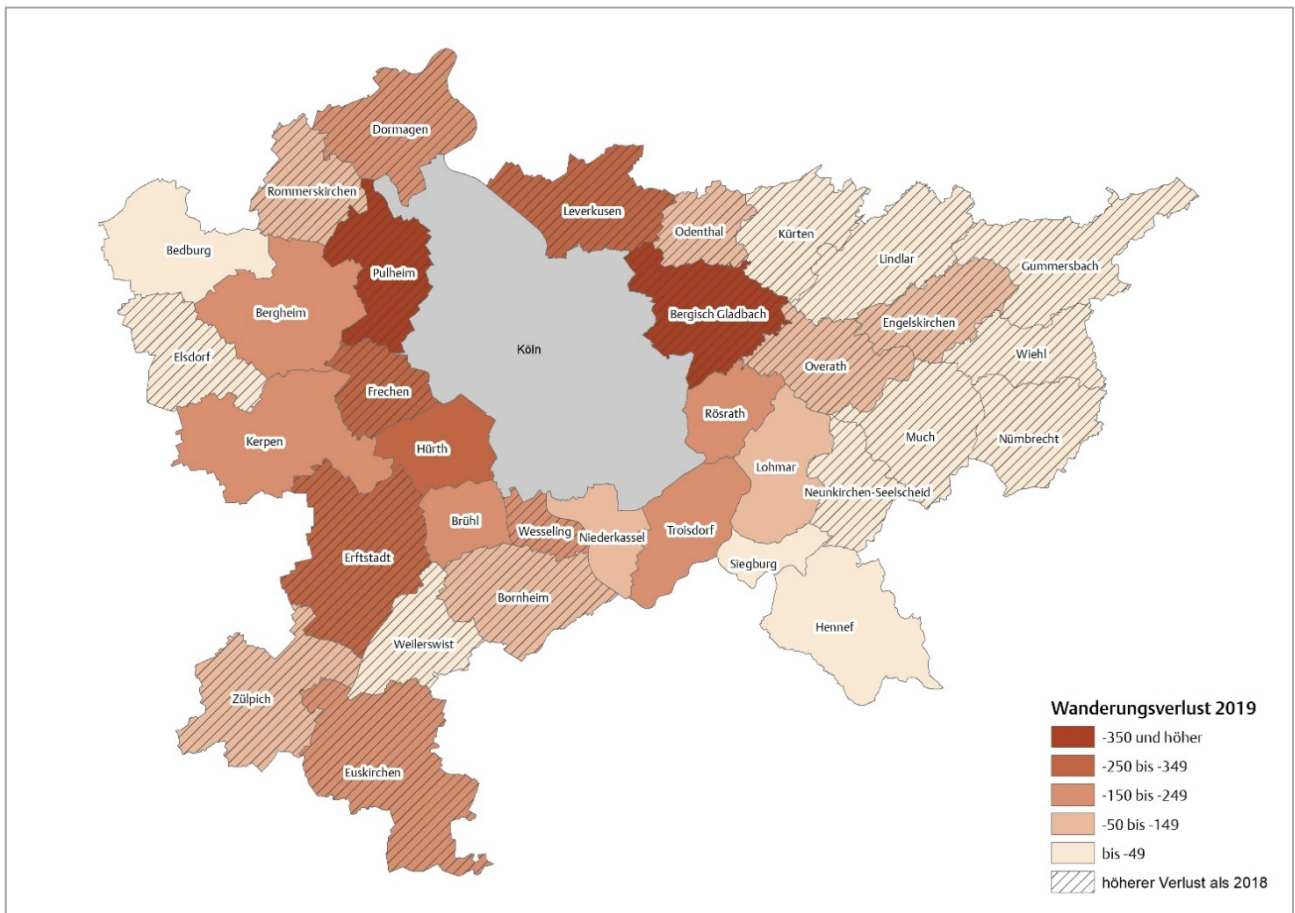 Dormagen
Rommerskirchen
Leverkusen
Odenthal
Kürten
Bedburg
Lindlar
Gummersbach
Pulheim
Bergheim
Bergisch Gladbach
Engelskirchen
Köln
Elsdorf
Wiehl
Overath
Frechen
Rösrath
Kerpen
Much
Nümbrecht
Hürth
Lohmar
Neunkirchen-Seelscheid
Brühl
Wesseling
Niederkassel
Troisdorf
Erftstadt
Siegburg
Bornheim
Hennef
Weilerswist
Zülpich
Euskirchen
Wanderungsverlust 2019
-350 und höher
-250 bis -349
-150 bis -249
-50 bis -149
bis -49
höherer Verlust als 2018